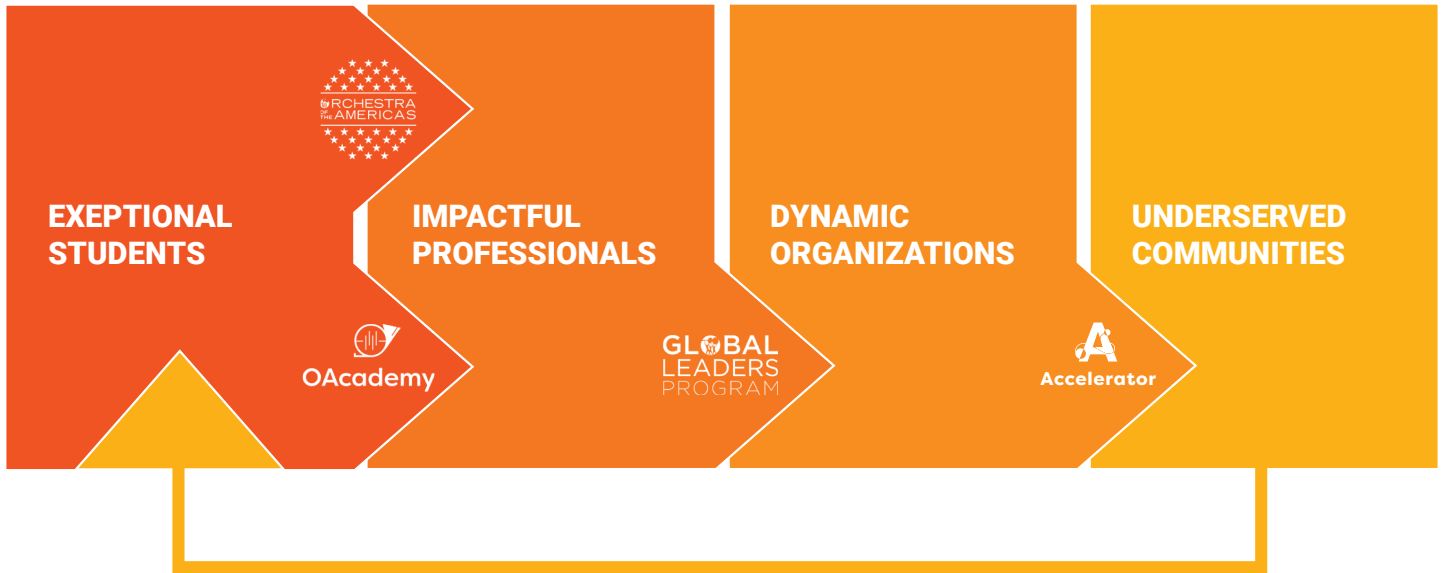 ORCHESTRA
OF THE AMERICAS
EXEPTIONAL
STUDENTS
OAcademy
IMPACTFUL
PROFESSIONALS
GLOBAL
LEADERS
PROGRAM
DYNAMIC
ORGANIZATIONS
Accelerator
UNDERSERVED
COMMUNITIES